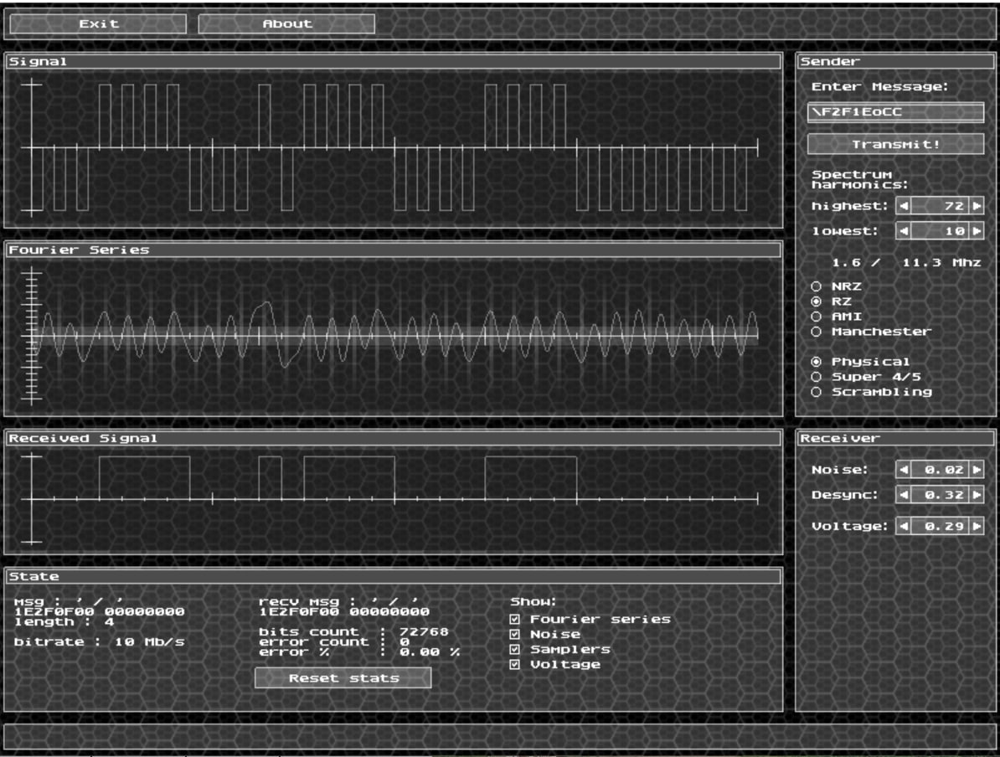 Exit
About
Signal
Fourier Series
Received Signal
State
msg : ' / '
1E2F0F00 00000000
length : 4
bitrate : 10 Mb/s
recv msg : ' / '
1E2F0F00 00000000
bits count : 72768
error count : 0
error % : 0.00 %
Reset stats
Show:
Fourier series
Noise
Samplers
Voltage
Sender
Enter Message:
\F2F1EoCC
Transmit!
Spectrum
harmonics:
highest: 72
lowest: 10
1.6 / 11.3 Mhz
NRZ
RZ
AMI
Manchester
Physical
Super 4/5
Scrambling
Receiver
Noise: 0.02
Desync: 0.32
Voltage: 0.29